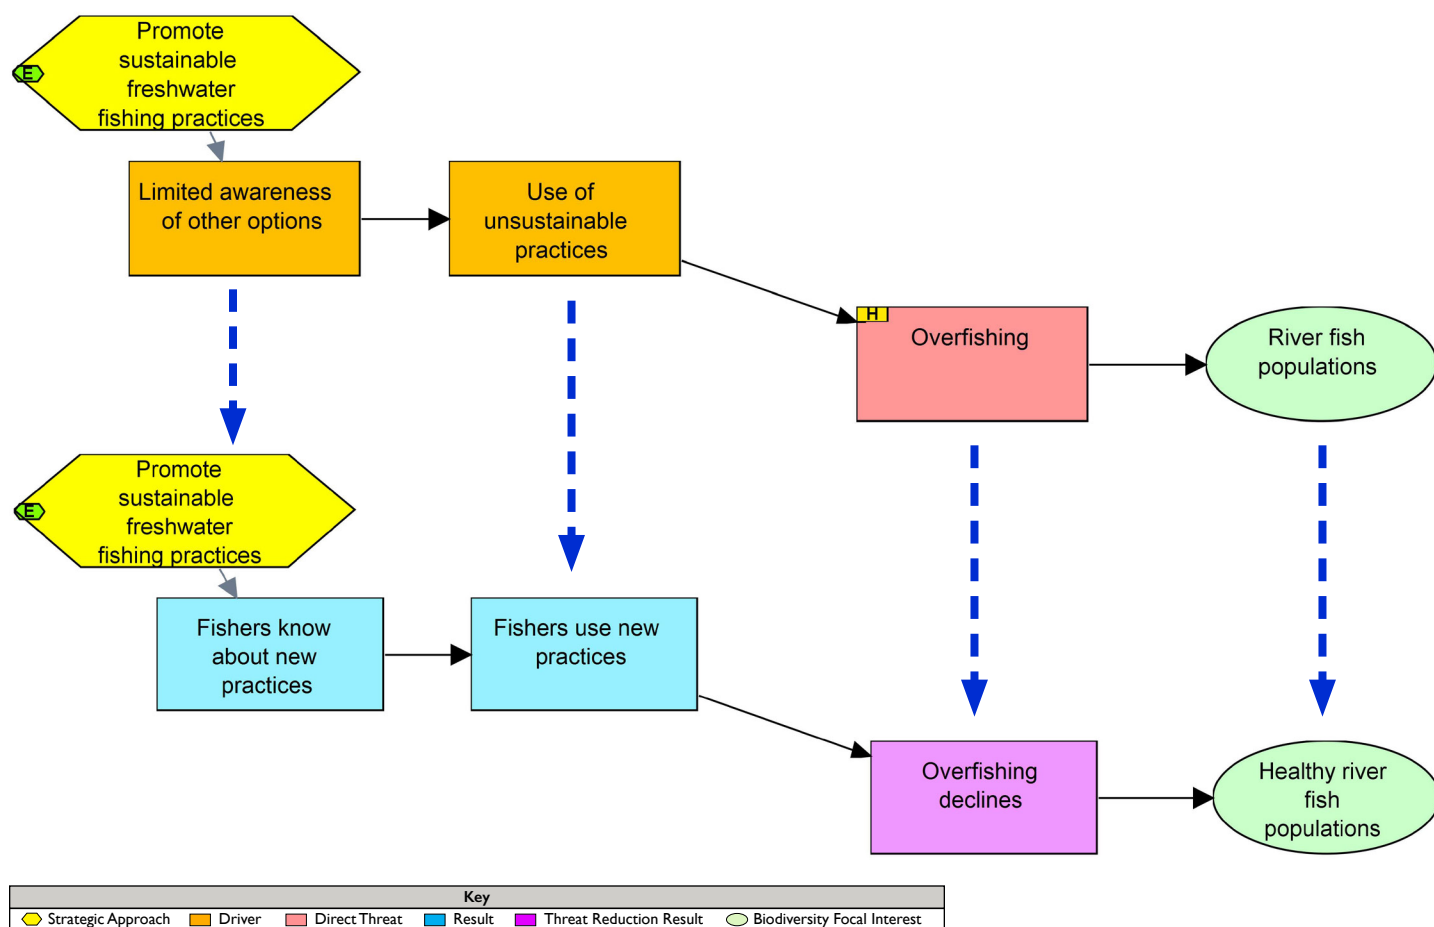 Promote
sustainable
freshwater
fishing practices
E
Limited awareness
of other options
Use of
unsustainable
practices
H
Overfishing
River fish
populations
Promote
sustainable
freshwater
fishing practices
E
Fishers know
about new
practices
Fishers use new
practices
Overfishing
declines
Healthy river
fish
populations
Key
Strategic Approach Driver Direct Threat Result Threat Reduction Result Biodiversity Focal Interest